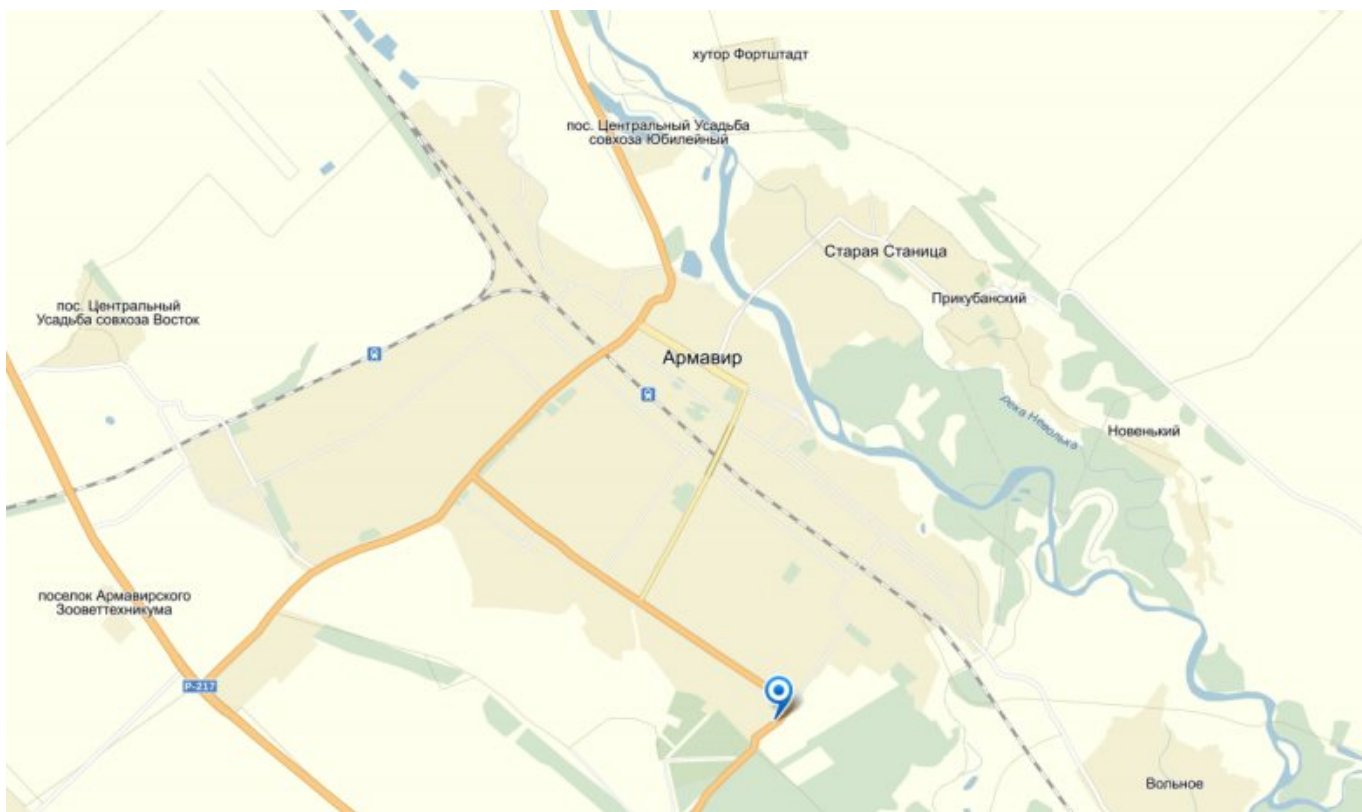 хутор Фортштадт
пос. Центральный Усадьба
совхоза Юбилейный
Старая Станица
Прикубанский
пос. Центральный
Усадьба совхоза Восток
Армавир
река Неволька
Новенький
поселок Армавирского
Зооветтехникума
Р-217
Вольное